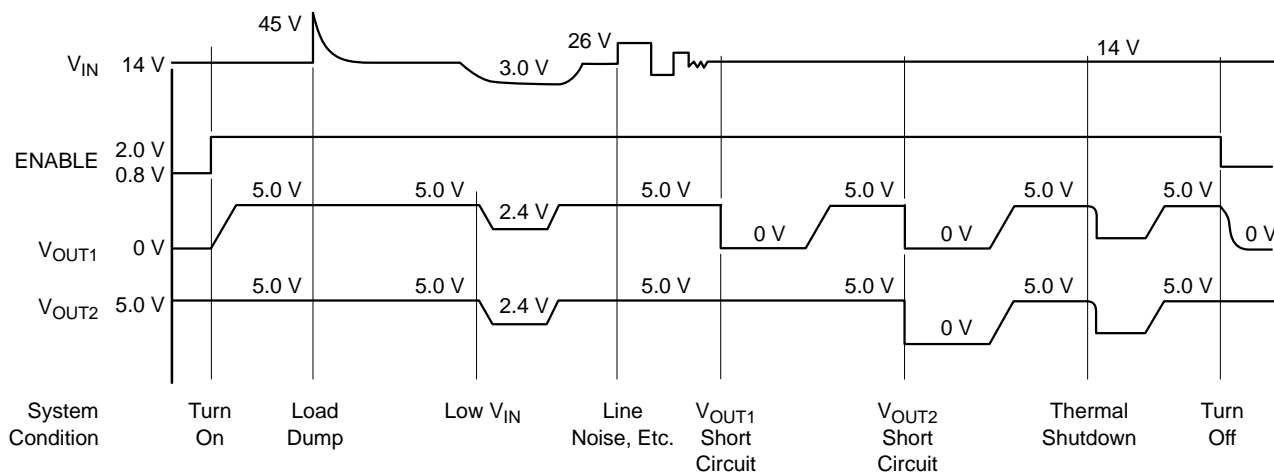 45 V
26 V
14 V
V_IN 14 V
3.0 V
ENABLE
2.0 V
0.8 V
5.0 V 5.0 V 5.0 V 5.0 V 5.0 V 5.0 V
2.4 V
V_OUT1 0 V 0 V 0 V 0 V
V_OUT2 5.0 V 5.0 V 5.0 V 5.0 V 5.0 V 5.0 V 5.0 V
2.4 V
0 V
System Condition
Turn On
Load Dump
Low V_IN
Line Noise, Etc.
V_OUT1 Short Circuit
V_OUT2 Short Circuit
Thermal Shutdown
Turn Off